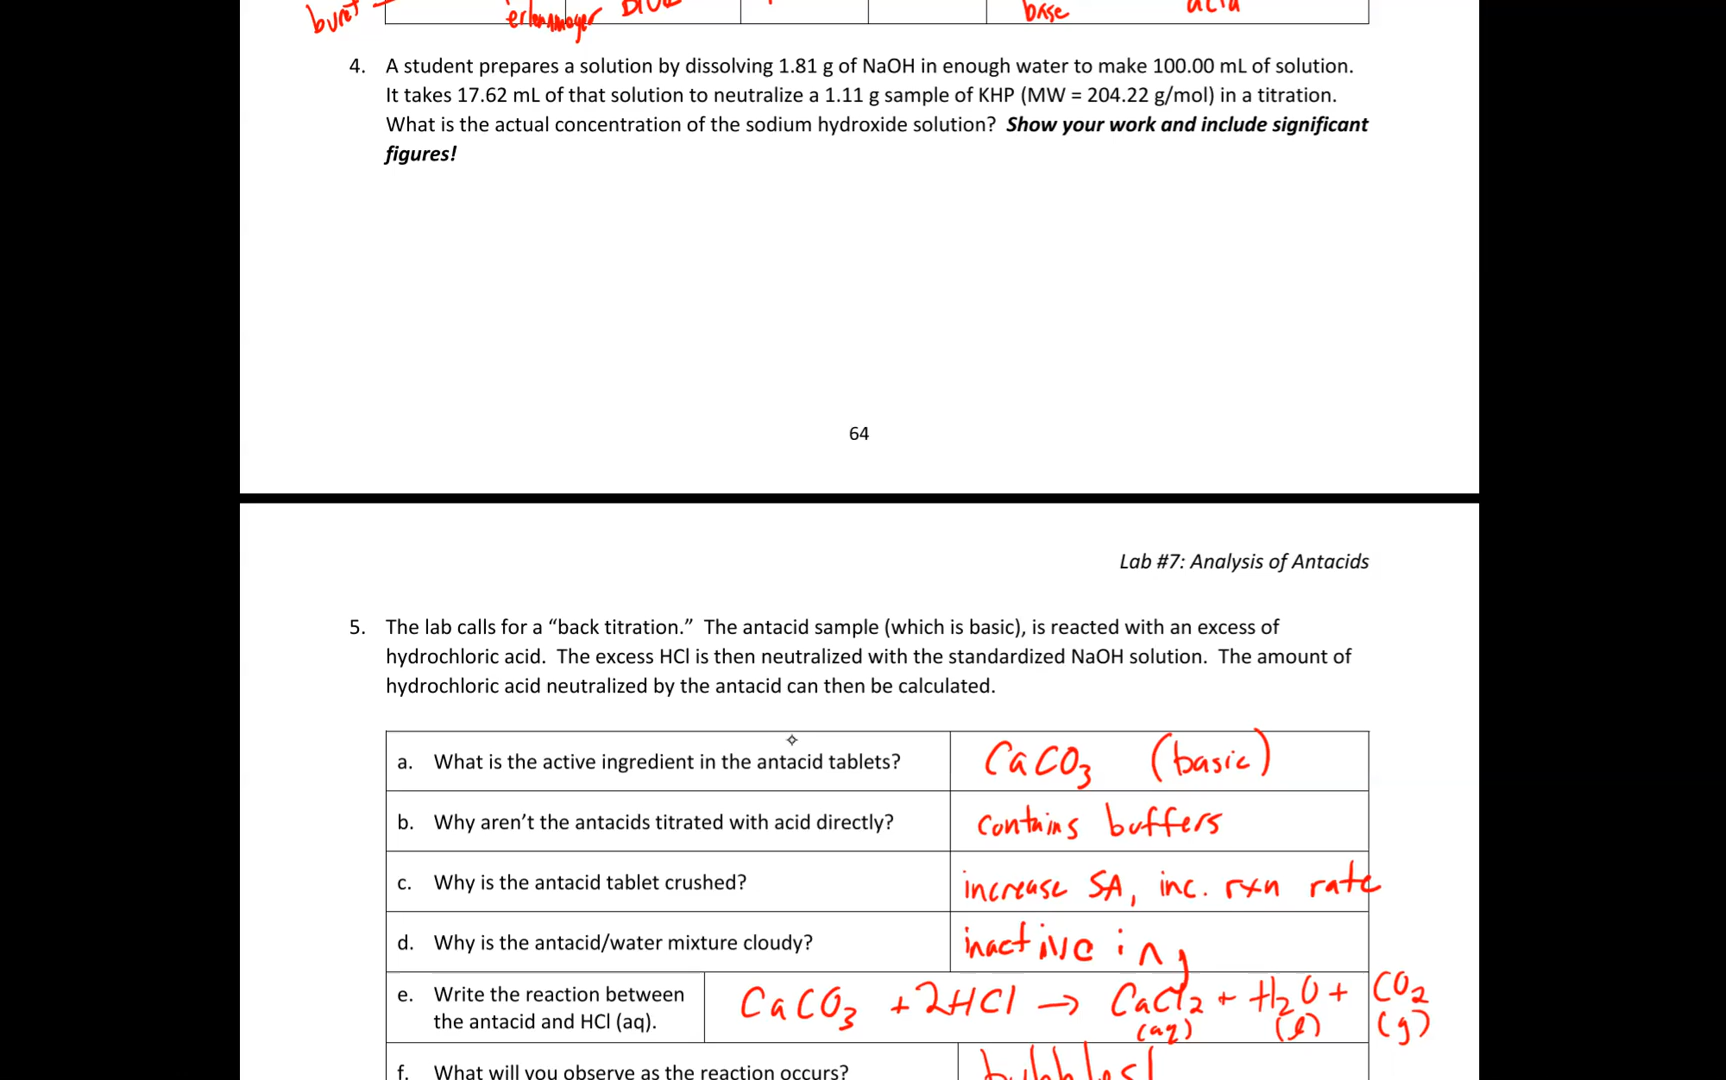 buret
erlenmeyer
base acid
4. A student prepares a solution by dissolving 1.81 g of NaOH in enough water to make 100.00 mL of solution.
It takes 17.62 mL of that solution to neutralize a 1.11 g sample of KHP (MW = 204.22 g/mol) in a titration.
What is the actual concentration of the sodium hydroxide solution? Show your work and include significant
figures!
64
Lab #7: Analysis of Antacids
5. The lab calls for a “back titration.” The antacid sample (which is basic), is reacted with an excess of
hydrochloric acid. The excess HCl is then neutralized with the standardized NaOH solution. The amount of
hydrochloric acid neutralized by the antacid can then be calculated.
a. What is the active ingredient in the antacid tablets? CaCO3 (basic)
b. Why aren’t the antacids titrated with acid directly? contains buffers
c. Why is the antacid tablet crushed? increase SA, inc. rxn rate
d. Why is the antacid/water mixture cloudy? inactive ing
e. Write the reaction between
the antacid and HCl (aq). CaCO3 + 2HCl → CaCl2 + H2O + CO2
(aq) (l) (g)
f. What will you observe as the reaction occurs? bubbles!